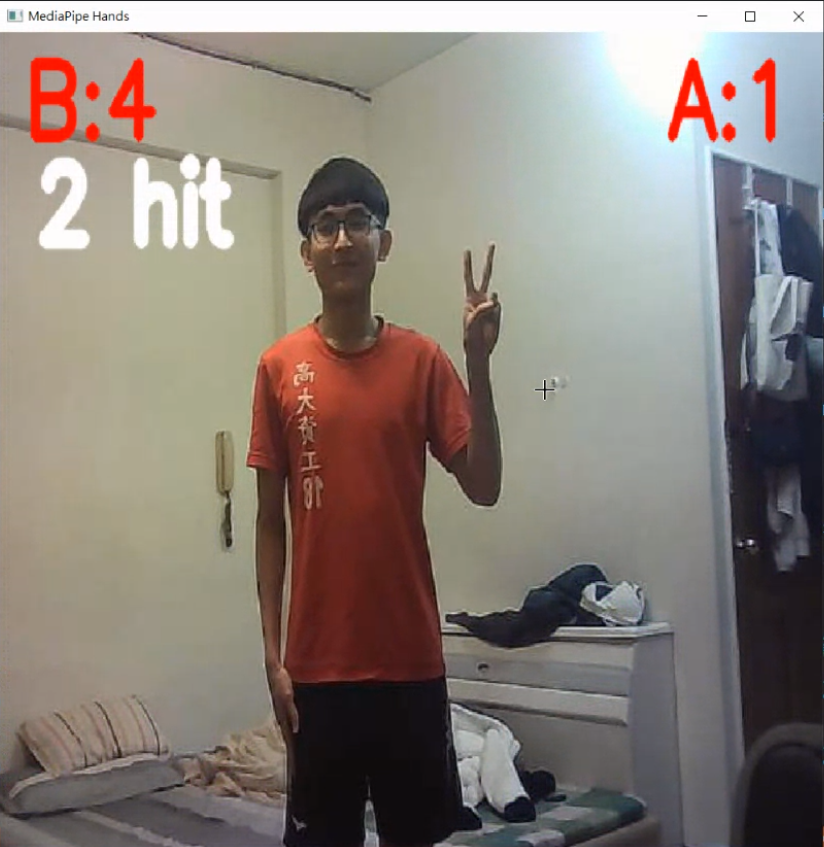 MediaPipe Hands
B:4
A:1
2 hit
高
大
資
工
18